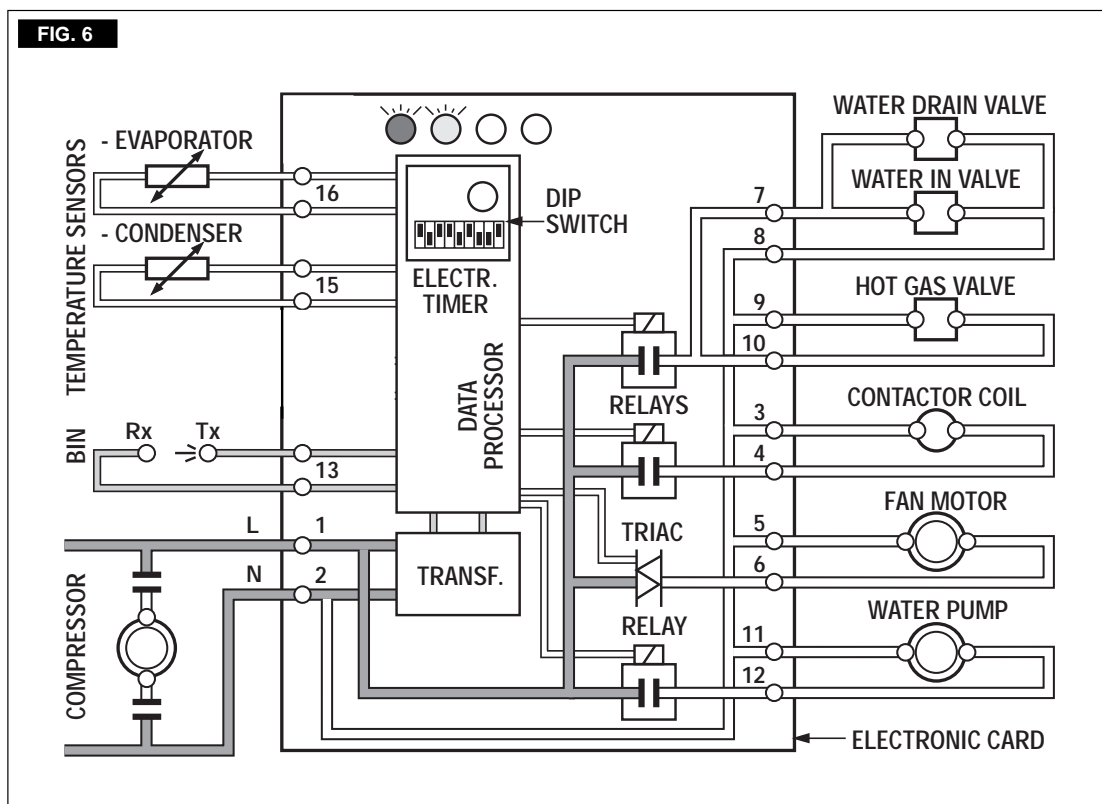 FIG. 6
TEMPERATURE SENSORS
- EVAPORATOR
16
- CONDENSER
15
BIN
Rx
Tx
13
L
1
N
2
COMPRESSOR
DIP
SWITCH
ELECTR.
TIMER
DATA
PROCESSOR
TRANSF.
RELAYS
TRIAC
RELAY
7
8
9
10
3
4
5
6
11
12
WATER DRAIN VALVE
WATER IN VALVE
HOT GAS VALVE
CONTACTOR COIL
FAN MOTOR
WATER PUMP
ELECTRONIC CARD